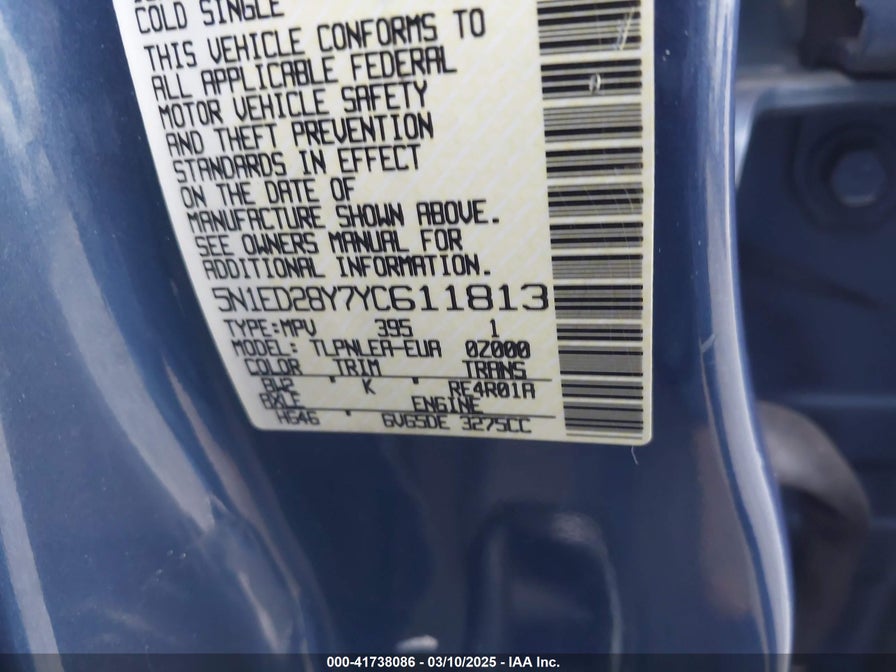 COLD SINGLE
THIS VEHICLE CONFORMS TO
ALL APPLICABLE FEDERAL
MOTOR VEHICLE SAFETY
AND THEFT PREVENTION
STANDARDS IN EFFECT
ON THE DATE OF
MANUFACTURE SHOWN ABOVE.
SEE OWNERS MANUAL FOR
ADDITIONAL INFORMATION.
5N1ED28Y7YC611813
TYPE:MPV 395 1
MODEL: TLPNLEA-EUA 0Z000
COLOR TRIM TRANS
BW2 K RE4R01A
AXLE ENGINE
HG46 6V65DE 3275CC
000-41738086 - 03/10/2025 - IAA Inc.